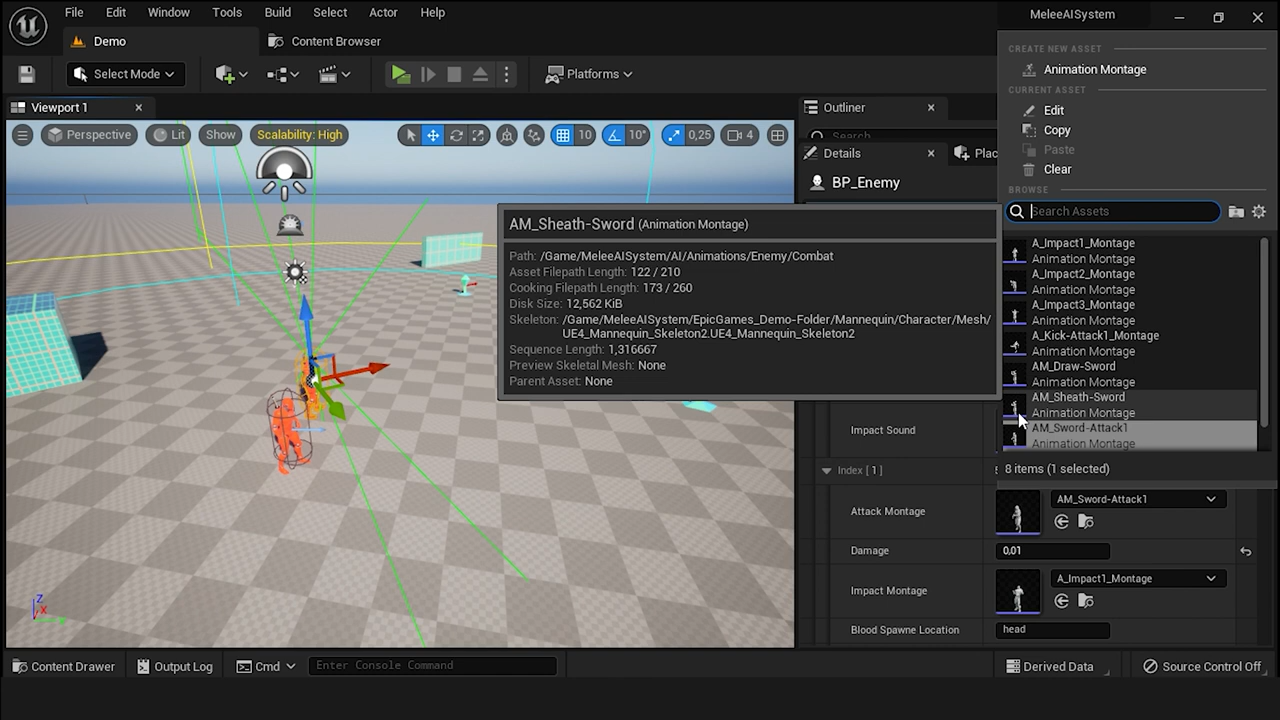 File Edit Window Tools Build Select Actor Help
MeleeAISystem
Demo
Content Browser
Select Mode
Platforms
Viewport 1
Perspective
Lit
Show
Scalability: High
10
10°
0,25
4
Outliner
Search
Details
Plac
BP_Enemy
CREATE NEW ASSET
Animation Montage
CURRENT ASSET
Edit
Copy
Paste
Clear
BROWSE
Search Assets
A_Impact1_Montage
Animation Montage
A_Impact2_Montage
Animation Montage
A_Impact3_Montage
Animation Montage
A_Kick-Attack1_Montage
Animation Montage
AM_Draw-Sword
Animation Montage
AM_Sheath-Sword
Animation Montage
AM_Sword-Attack1
Animation Montage
8 items (1 selected)
AM_Sheath-Sword (Animation Montage)
Path: /Game/MeleeAISystem/AI/Animations/Enemy/Combat
Asset Filepath Length: 122 / 210
Cooking Filepath Length: 173 / 260
Disk Size: 12,562 KiB
Skeleton: /Game/MeleeAISystem/EpicGames_Demo-Folder/Mannequin/Character/Mesh/
UE4_Mannequin_Skeleton2.UE4_Mannequin_Skeleton2
Sequence Length: 1,316667
Preview Skeletal Mesh: None
Parent Asset: None
Impact Sound
Index [ 1 ]
Attack Montage
AM_Sword-Attack1
Damage
0,01
Impact Montage
A_Impact1_Montage
Blood Spawne Location
head
Z
X
Content Drawer
Output Log
Cmd
Enter Console Command
Derived Data
Source Control Off